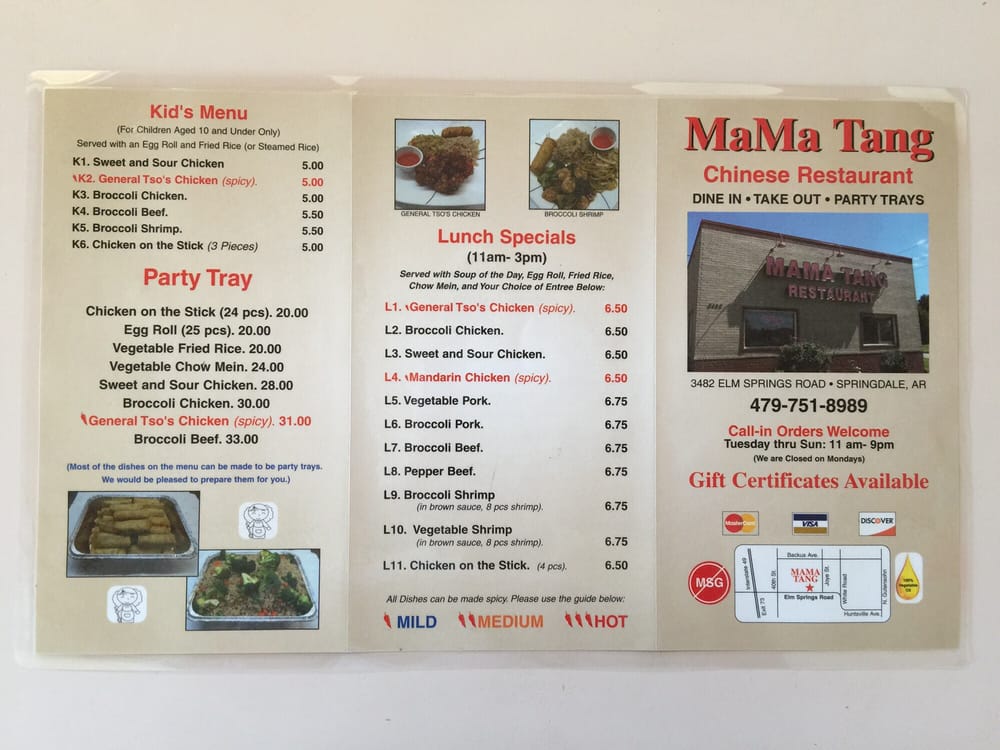 Kid's Menu
(For Children Aged 10 and Under Only)
Served with an Egg Roll and Fried Rice (or Steamed Rice)
K1. Sweet and Sour Chicken 5.00
K2. General Tso's Chicken (spicy). 5.00
K3. Broccoli Chicken. 5.00
K4. Broccoli Beef. 5.50
K5. Broccoli Shrimp. 5.50
K6. Chicken on the Stick (3 Pieces) 5.00
Party Tray
Chicken on the Stick (24 pcs). 20.00
Egg Roll (25 pcs). 20.00
Vegetable Fried Rice. 20.00
Vegetable Chow Mein. 24.00
Sweet and Sour Chicken. 28.00
Broccoli Chicken. 30.00
General Tso's Chicken (spicy). 31.00
Broccoli Beef. 33.00
(Most of the dishes on the menu can be made to be party trays.
We would be pleased to prepare them for you.)
GENERAL TSO'S CHICKEN
BROCCOLI SHRIMP
Lunch Specials
(11am- 3pm)
Served with Soup of the Day, Egg Roll, Fried Rice,
Chow Mein, and Your Choice of Entree Below:
L1. General Tso's Chicken (spicy). 6.50
L2. Broccoli Chicken. 6.50
L3. Sweet and Sour Chicken. 6.50
L4. Mandarin Chicken (spicy). 6.50
L5. Vegetable Pork. 6.75
L6. Broccoli Pork. 6.75
L7. Broccoli Beef. 6.75
L8. Pepper Beef. 6.75
L9. Broccoli Shrimp
(in brown sauce, 8 pcs shrimp). 6.75
L10. Vegetable Shrimp
(in brown sauce, 8 pcs shrimp). 6.75
L11. Chicken on the Stick. (4 pcs). 6.50
All Dishes can be made spicy. Please use the guide below:
MILD MEDIUM HOT
MaMa Tang
Chinese Restaurant
DINE IN • TAKE OUT • PARTY TRAYS
MAMA TANG
RESTAURANT
3482 ELM SPRINGS ROAD • SPRINGDALE, AR
479-751-8989
Call-in Orders Welcome
Tuesday thru Sun: 11 am- 9pm
(We are Closed on Mondays)
Gift Certificates Available
MasterCard
VISA
DISCOVER
MSG
Interstate 49
Exit 73
40th St.
Backus Ave.
MAMA
TANG
Joye St.
Elm Springs Road
White Road
Huntsville Ave.
N. Gutensohn
100%
Vegetable
Oil